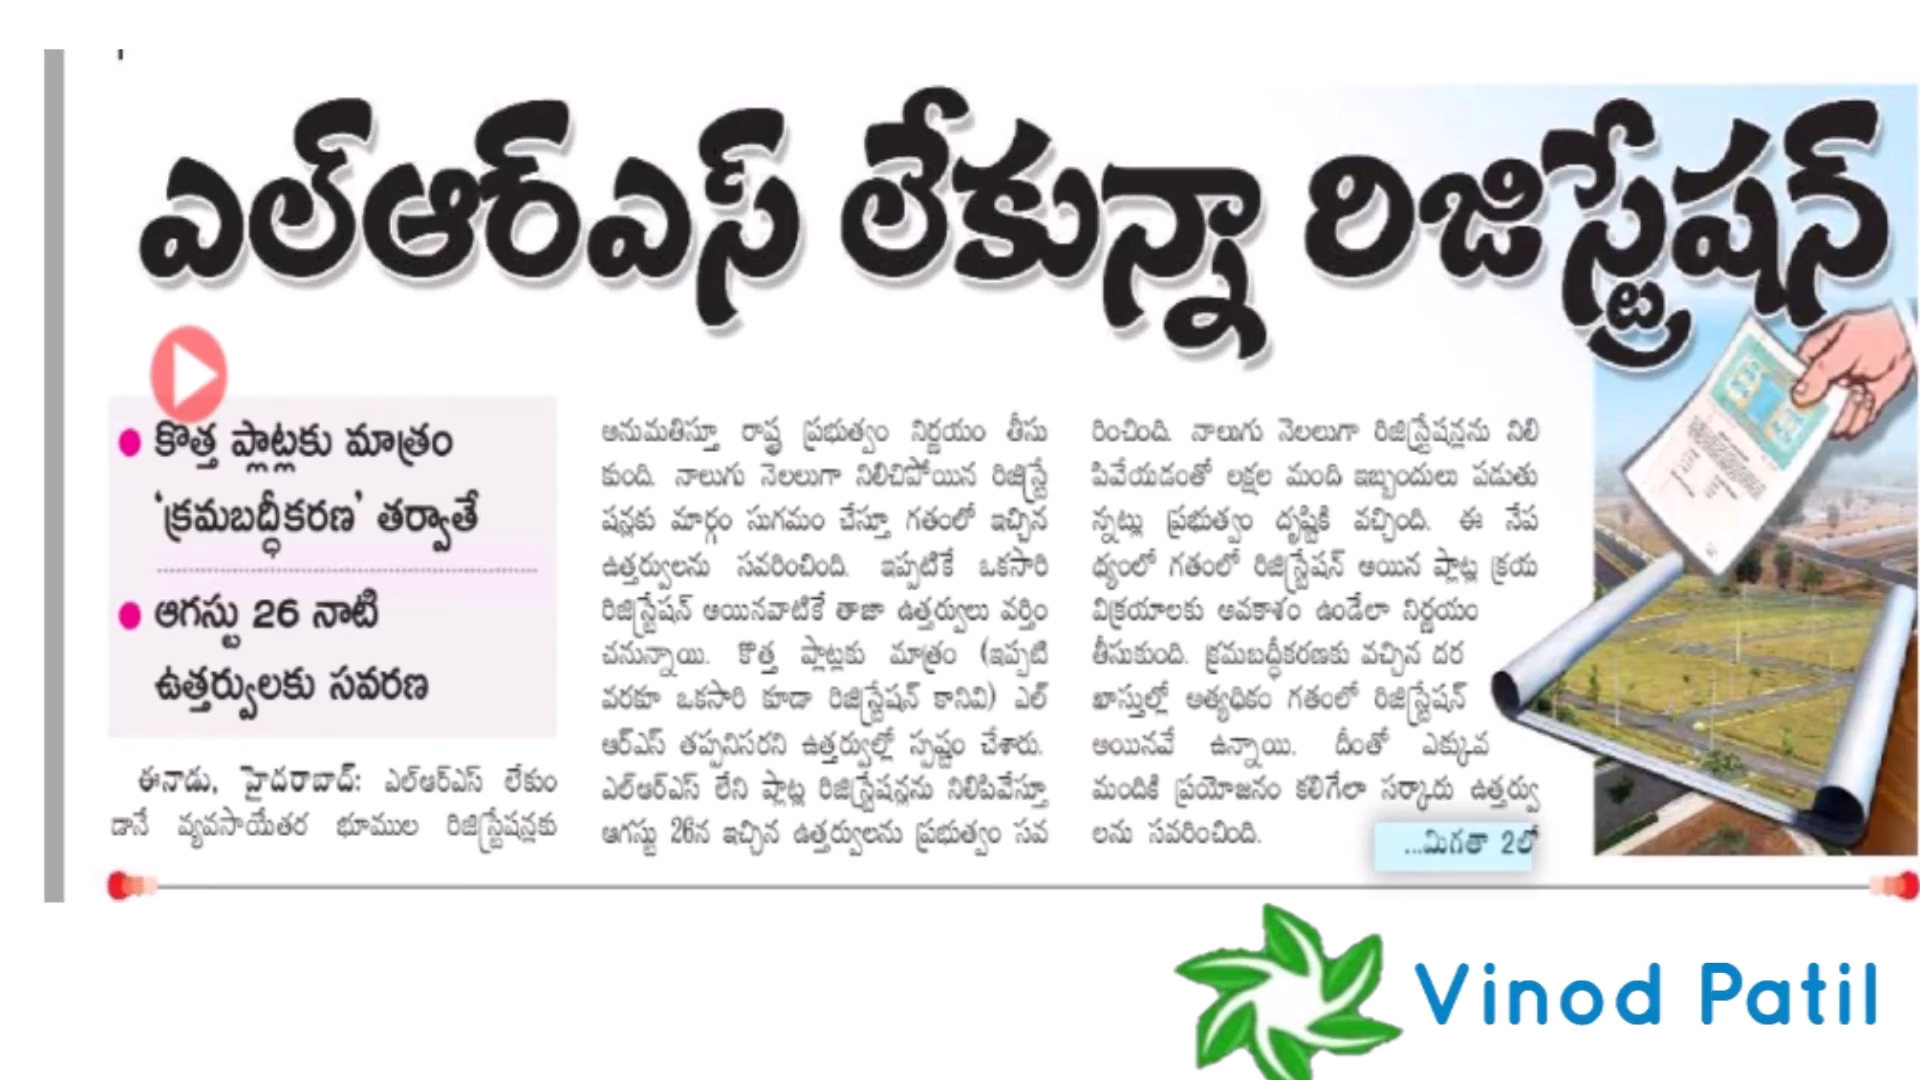 ఎల్ఆర్ఎస్ లేకున్నా రిజిస్ట్రేషన్
కొత్త ప్లాట్లకు మాత్రం
‘క్రమబద్ధీకరణ’ తర్వాతే
ఆగస్టు 26 నాటి
ఉత్తర్వులకు సవరణ
ఈనాడు, హైదరాబాద్: ఎల్ఆర్ఎస్ లేకుం
డానే వ్యవసాయేతర భూముల రిజిస్ట్రేషన్లకు
అనుమతిస్తూ రాష్ట్ర ప్రభుత్వం నిర్ణయం తీసు
కుంది. నాలుగు నెలలుగా నిలిచిపోయిన రిజిస్ట్రే
షన్లకు మార్గం సుగమం చేస్తూ గతంలో ఇచ్చిన
ఉత్తర్వులను సవరించింది. ఇప్పటికే ఒకసారి
రిజిస్ట్రేషన్ అయినవాటికే తాజా ఉత్తర్వులు వర్తిం
చనున్నాయి. కొత్త ప్లాట్లకు మాత్రం (ఇప్పటి
వరకూ ఒకసారి కూడా రిజిస్ట్రేషన్ కానివి) ఎల్
ఆర్ఎస్ తప్పనిసరని ఉత్తర్వుల్లో స్పష్టం చేశారు.
ఎల్ఆర్ఎస్ లేని ప్లాట్ల రిజిస్ట్రేషన్లను నిలిపివేస్తూ
ఆగస్టు 26న ఇచ్చిన ఉత్తర్వులను ప్రభుత్వం సవ
రించింది. నాలుగు నెలలుగా రిజిస్ట్రేషన్లను నిలి
పివేయడంతో లక్షల మంది ఇబ్బందులు పడుతు
న్నట్లు ప్రభుత్వం దృష్టికి వచ్చింది. ఈ నేప
థ్యంలో గతంలో రిజిస్ట్రేషన్ అయిన ప్లాట్ల క్రయ
విక్రయాలకు అవకాశం ఉండేలా నిర్ణయం
తీసుకుంది. క్రమబద్ధీకరణకు వచ్చిన దర
ఖాస్తుల్లో అత్యధికం గతంలో రిజిస్ట్రేషన్
అయినవే ఉన్నాయి. దీంతో ఎక్కువ
మందికి ప్రయోజనం కలిగేలా సర్కారు ఉత్తర్వు
లను సవరించింది.
...మిగతా 2లో
Vinod Patil